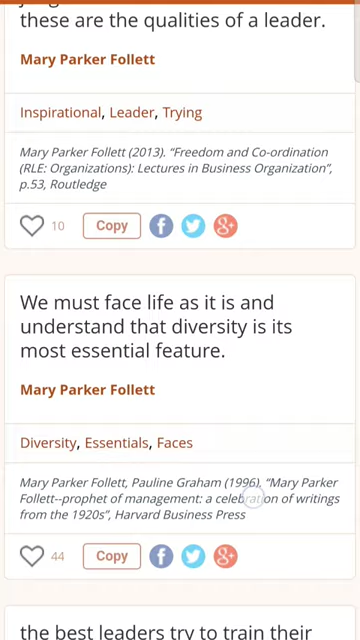 these are the qualities of a leader.
Mary Parker Follett
Inspirational, Leader, Trying
Mary Parker Follett (2013). “Freedom and Co-ordination
(RLE: Organizations): Lectures in Business Organization”,
p.53, Routledge
10
Copy
We must face life as it is and
understand that diversity is its
most essential feature.
Mary Parker Follett
Diversity, Essentials, Faces
Mary Parker Follett, Pauline Graham (1996). “Mary Parker
Follett--prophet of management: a celebration of writings
from the 1920s”, Harvard Business Press
44
Copy
the best leaders try to train their